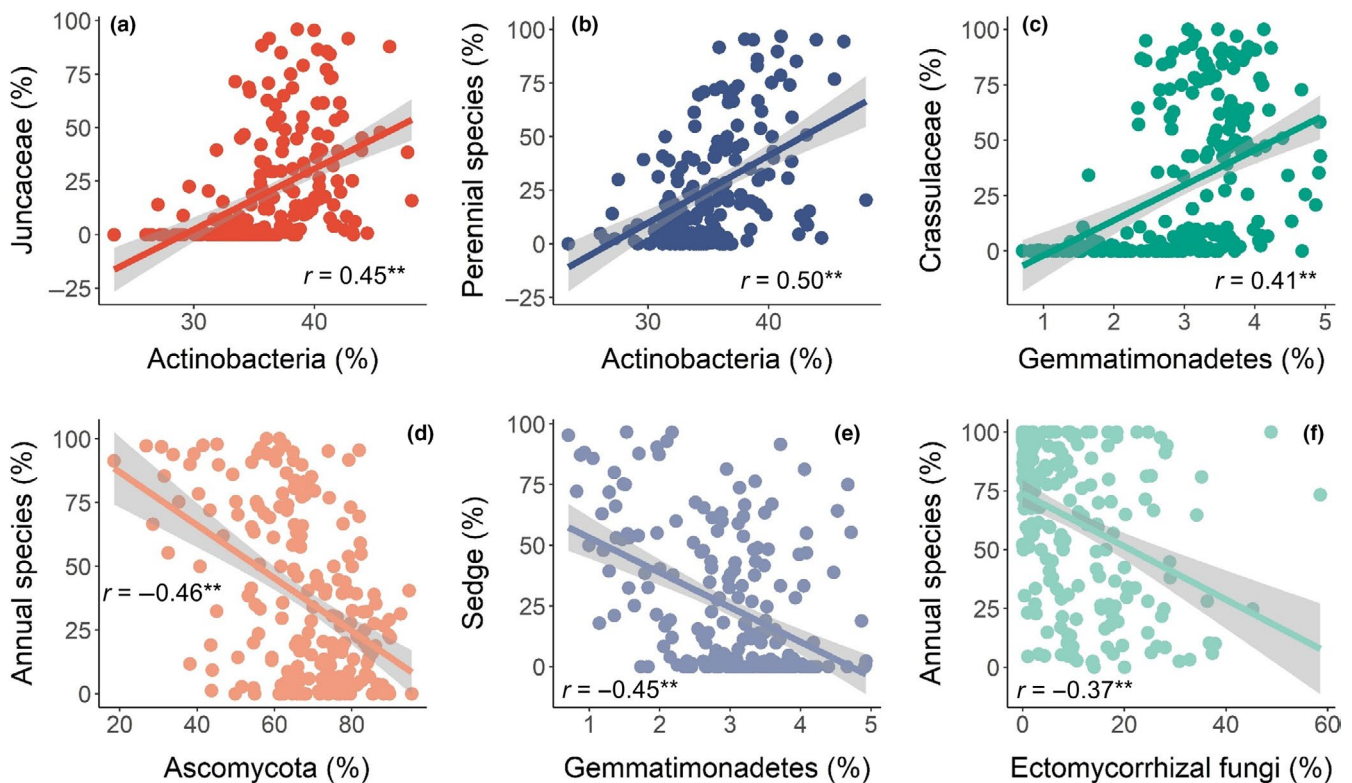 (a)
Juncaceae (%)
100
75
50
25
0
−25
r = 0.45**
30
40
Actinobacteria (%)
(b)
Perennial species (%)
100
75
50
25
0
−25
r = 0.50**
30
40
Actinobacteria (%)
(c)
Crassulaceae (%)
100
75
50
25
0
r = 0.41**
1
2
3
4
5
Gemmatimonadetes (%)
(d)
Annual species (%)
100
75
50
25
0
r = −0.46**
20
40
60
80
Ascomycota (%)
(e)
Sedge (%)
100
75
50
25
0
r = −0.45**
1
2
3
4
5
Gemmatimonadetes (%)
(f)
Annual species (%)
100
75
50
25
0
r = −0.37**
0
20
40
60
Ectomycorrhizal fungi (%)